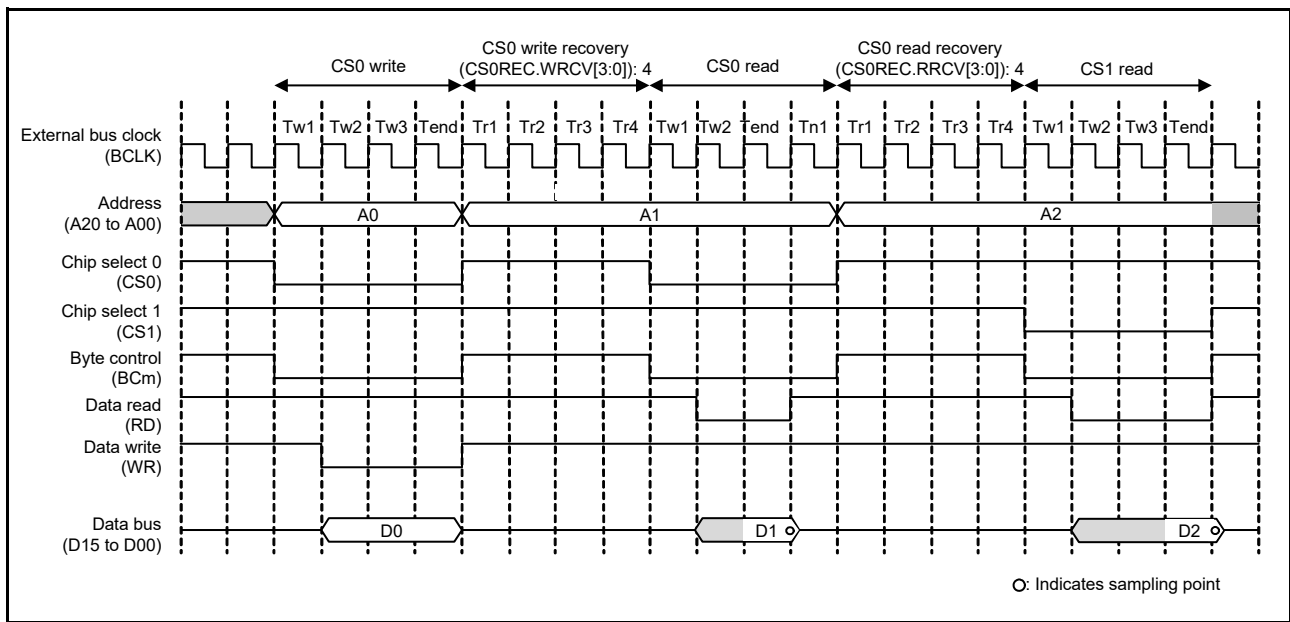 CS0 write
CS0 write recovery
(CS0REC.WRCV[3:0]): 4
CS0 read
CS0 read recovery
(CS0REC.RRCV[3:0]): 4
CS1 read
External bus clock
(BCLK)
Tw1 Tw2 Tw3 Tend Tr1 Tr2 Tr3 Tr4 Tw1 Tw2 Tend Tn1 Tr1 Tr2 Tr3 Tr4 Tw1 Tw2 Tw3 Tend
Address
(A20 to A00)
A0 A1 A2
Chip select 0
(CS0)
Chip select 1
(CS1)
Byte control
(BCm)
Data read
(RD)
Data write
(WR)
Data bus
(D15 to D00)
D0 D1 D2
: Indicates sampling point